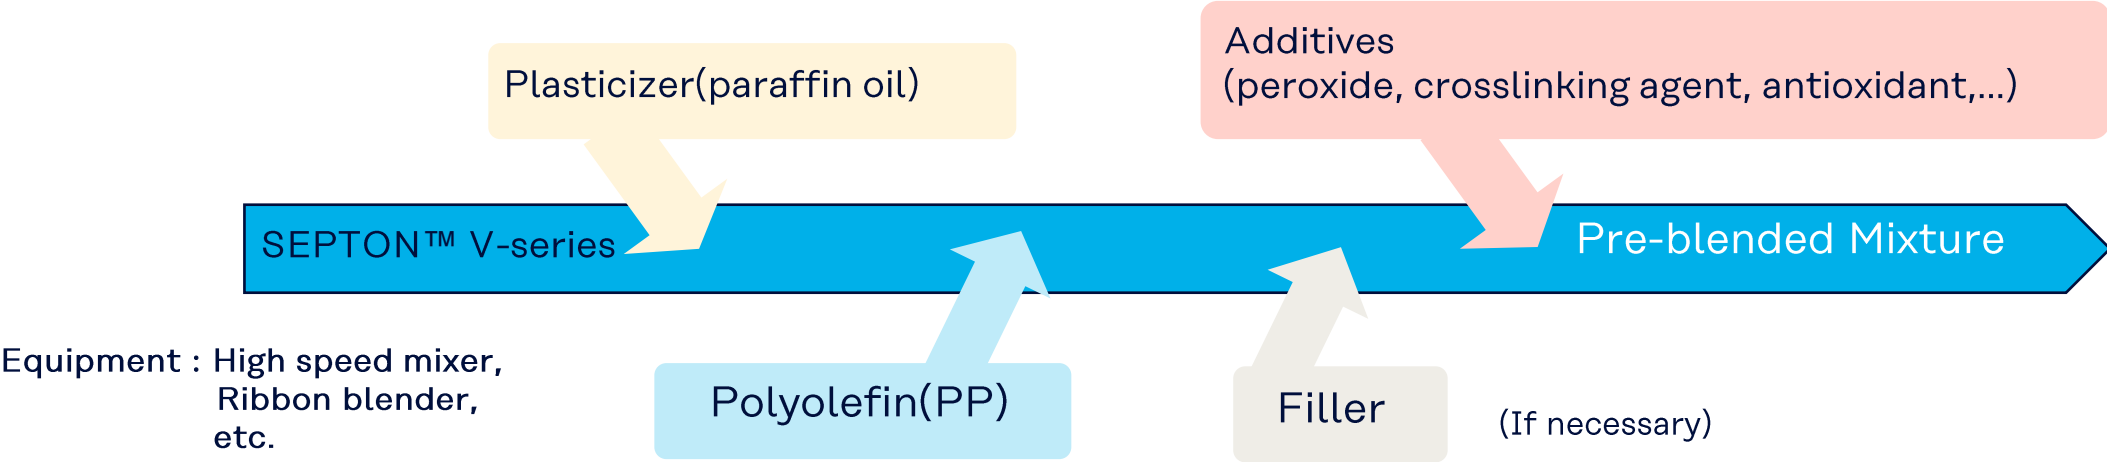 Plasticizer(paraffin oil)
Additives
(peroxide, crosslinking agent, antioxidant,...)
SEPTON™ V-series
Pre-blended Mixture
Equipment : High speed mixer,
Ribbon blender,
etc.
Polyolefin(PP)
Filler
(If necessary)